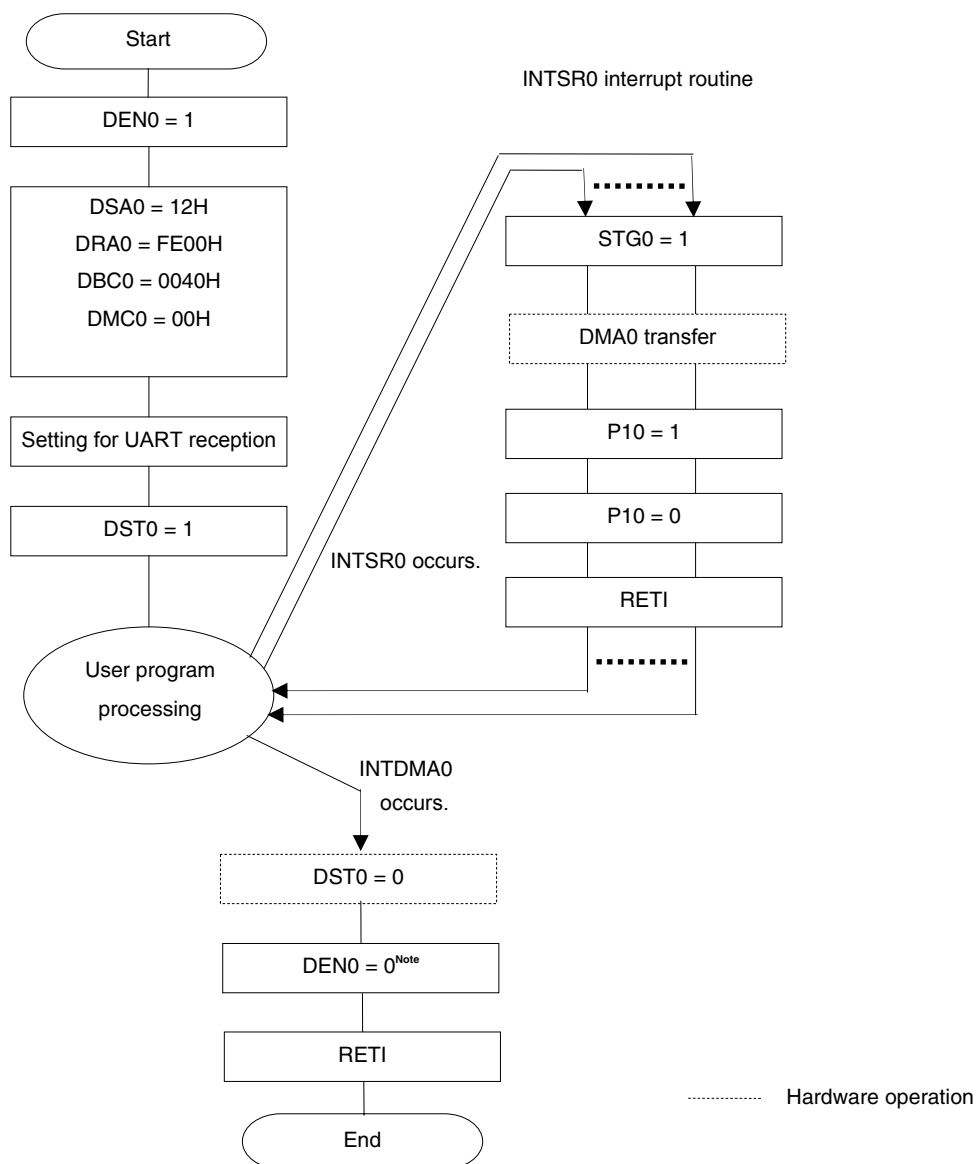 Start
DEN0 = 1
DSA0 = 12H
DRA0 = FE00H
DBC0 = 0040H
DMC0 = 00H
Setting for UART reception
DST0 = 1
User program
processing
INTSR0 occurs.
INTSR0 interrupt routine
STG0 = 1
DMA0 transfer
P10 = 1
P10 = 0
RETI
INTDMA0
occurs.
DST0 = 0
DEN0 = 0Note
RETI
End
Hardware operation